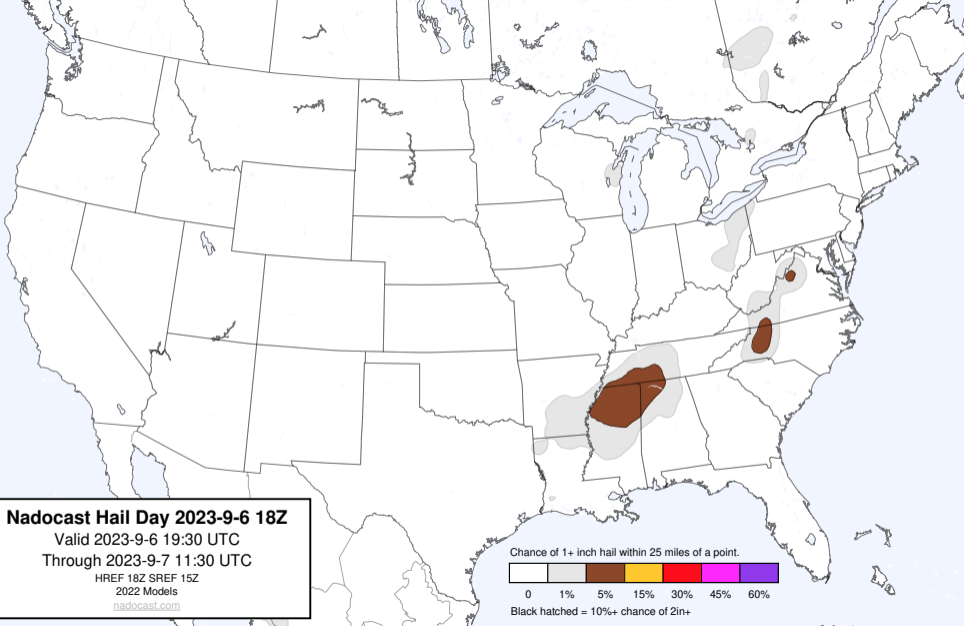 Nadocast Hail Day 2023-9-6 18Z
Valid 2023-9-6 19:30 UTC
Through 2023-9-7 11:30 UTC
HREF 18Z SREF 15Z
2022 Models
nadocast.com
Chance of 1+ inch hail within 25 miles of a point.
0 1% 5% 15% 30% 45% 60%
Black hatched = 10%+ chance of 2in+